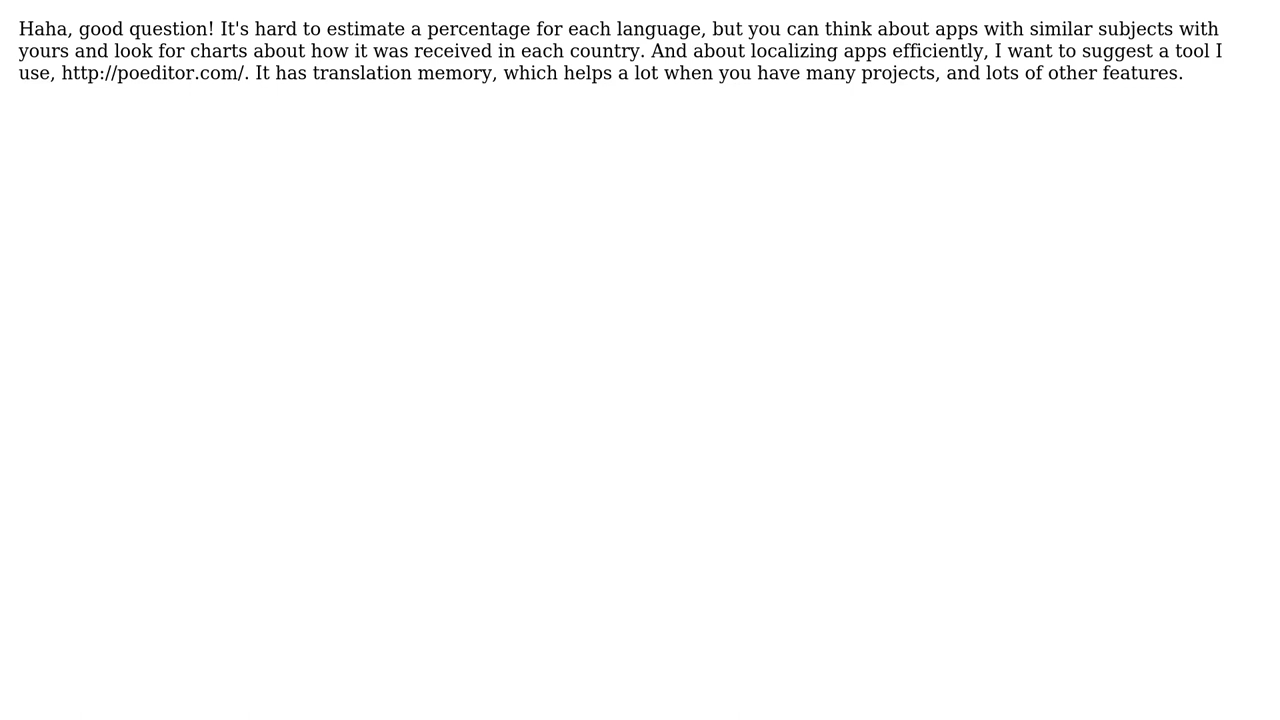 Haha, good question! It's hard to estimate a percentage for each language, but you can think about apps with similar subjects with
yours and look for charts about how it was received in each country. And about localizing apps efficiently, I want to suggest a tool I
use, http://poeditor.com/. It has translation memory, which helps a lot when you have many projects, and lots of other features.